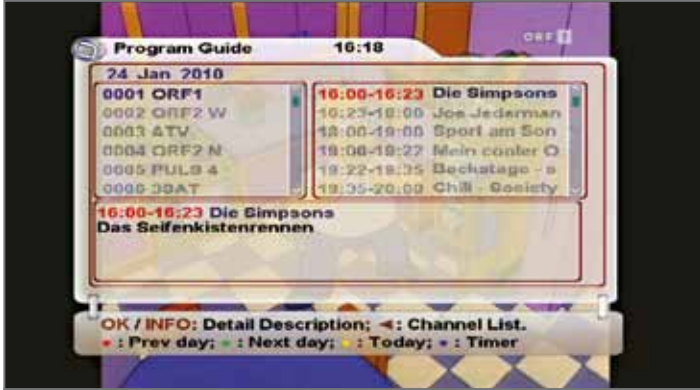 ORF 1
Program Guide 16:18
24 Jan 2010
0001 ORF1
0002 ORF2 W
0003 ATV
0004 ORF2 N
0005 PULS 4
0006 3SAT
16:00-16:23 Die Simpsons
16:23-18:00 Joe Jederman
18:00-19:00 Sport am Son
19:00-19:22 Mein cooler O
19:22-19:35 Backstage - s
19:35-20:00 Chili - Society
16:00-16:23 Die Simpsons
Das Seifenkistenrennen
OK / INFO: Detail Description; ◄: Channel List.
● : Prev day; ● : Next day; ● : Today; ● : Timer